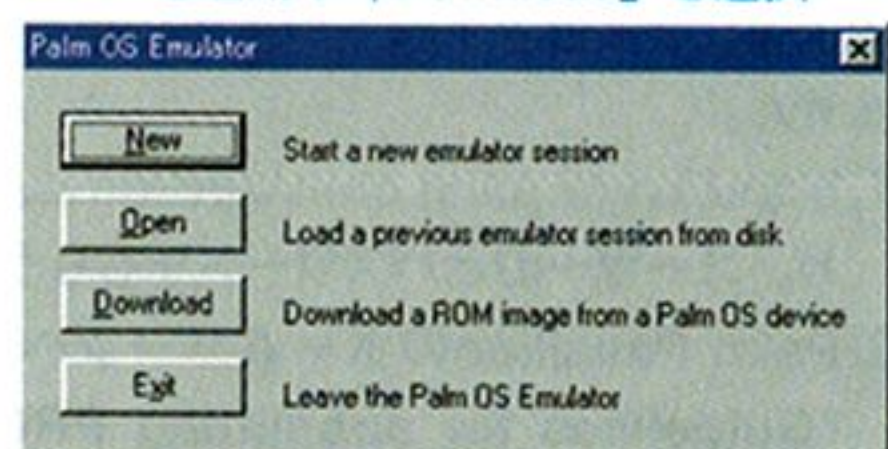 Palm OS Emulator
New Start a new emulator session
Open Load a previous emulator session from disk
Download Download a ROM image from a Palm OS device
Exit Leave the Palm OS Emulator